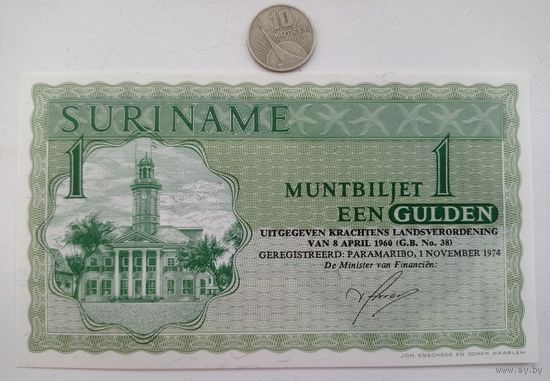 10
КОПЕЕК
SURINAME
1
MUNTBILJET 1
EEN GULDEN
UITGEGEVEN KRACHTENS LANDSVERORDENING
VAN 8 APRIL 1960 (G.B. No. 38)
GEREGISTREERD: PARAMARIBO, 1 NOVEMBER 1974
De Minister van Financiën:
JOH. ENSCHEDÉ EN ZONEN HAARLEM
www.ay.by